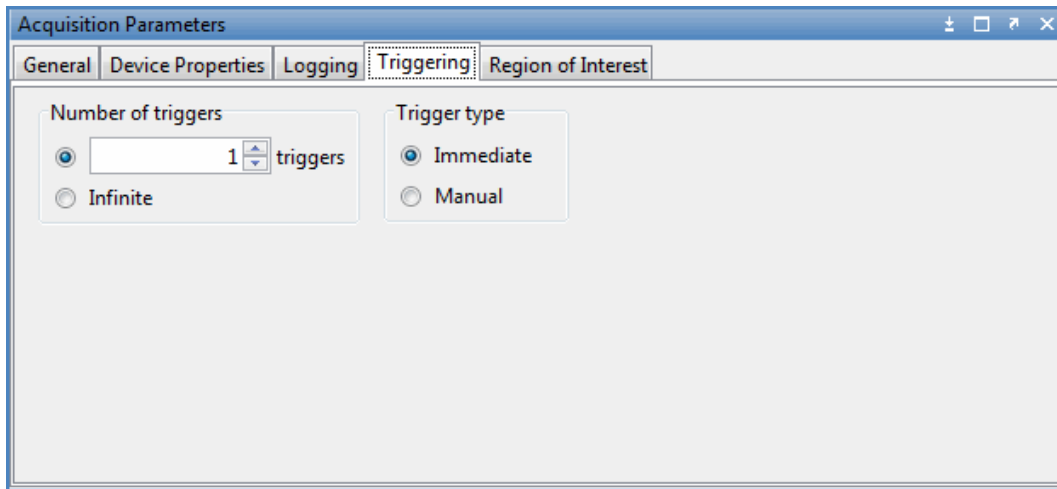 Acquisition Parameters
General Device Properties Logging Triggering Region of Interest
Number of triggers Trigger type
1 triggers Immediate
Infinite Manual